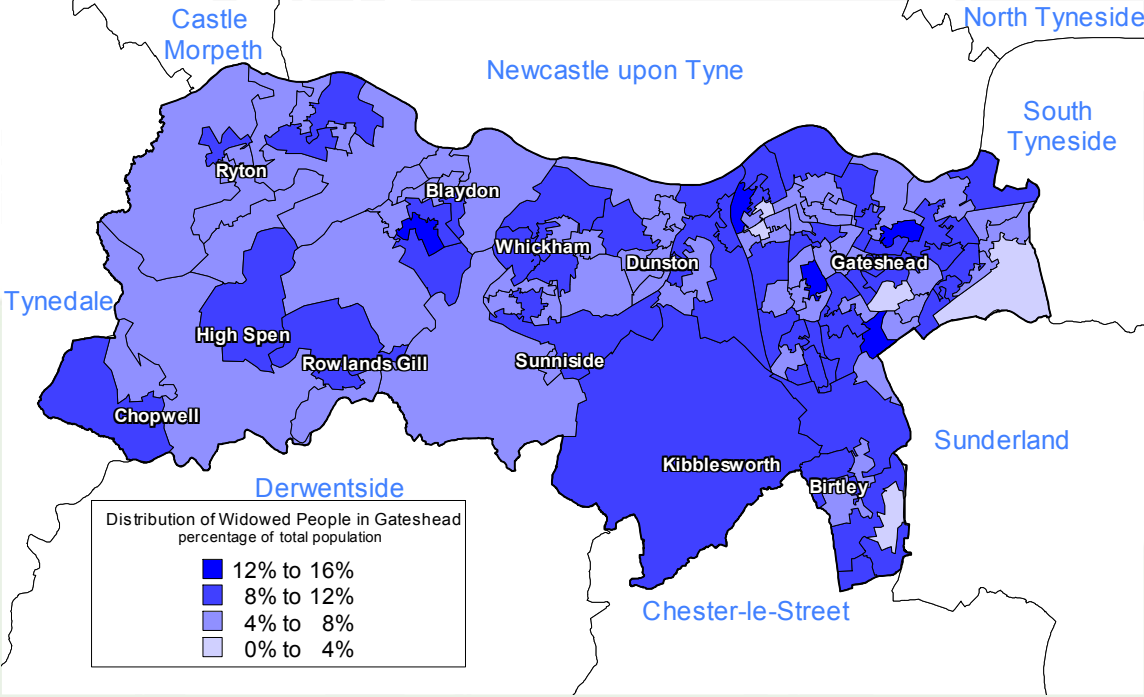 Castle
Morpeth
North Tyneside
Newcastle upon Tyne
South
Tyneside
Ryton
Blaydon
Whickham
Dunston
Gateshead
Tynedale
High Spen
Rowlands Gill
Sunniside
Chopwell
Sunderland
Kibblesworth
Birtley
Derwentside
Chester-le-Street
Distribution of Widowed People in Gateshead
percentage of total population
12% to 16%
8% to 12%
4% to 8%
0% to 4%